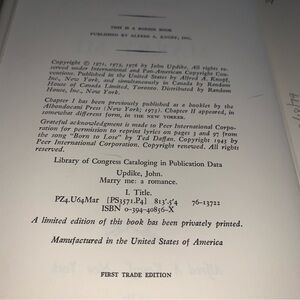 THIS IS A BORZOI BOOK
PUBLISHED BY ALFRED A. KNOPF, INC.
Copyright © 1971, 1973, 1976 by John Updike. All rights re-
served under International and Pan-American Copyright Con-
ventions. Published in the United States by Alfred A. Knopf,
Inc., New York, and simultaneously in Canada by Random
House of Canada Limited, Toronto. Distributed by Random
House, Inc., New York.
Chapter I has been previously published as a booklet by the
Albondocani Press (New York, 1973). Chapter II appeared, in
somewhat different form, in THE NEW YORKER.
Grateful acknowledgment is made to Peer International Corpo-
ration for permission to reprint lyrics on pages 3 and 5 from
the song "Born to Lose" by Ted Daffan. Copyright 1943 by
Peer International Corporation. Copyright renewed. All rights
reserved.
Library of Congress Cataloging in Publication Data
Updike, John.
Marry me: a romance.
I. Title.
PZ4.U64Mar [PS3571.P4] 813'.5'4 76-13722
ISBN 0-394-40856-X
A limited edition of this book has been privately printed.
Manufactured in the United States of America
FIRST TRADE EDITION